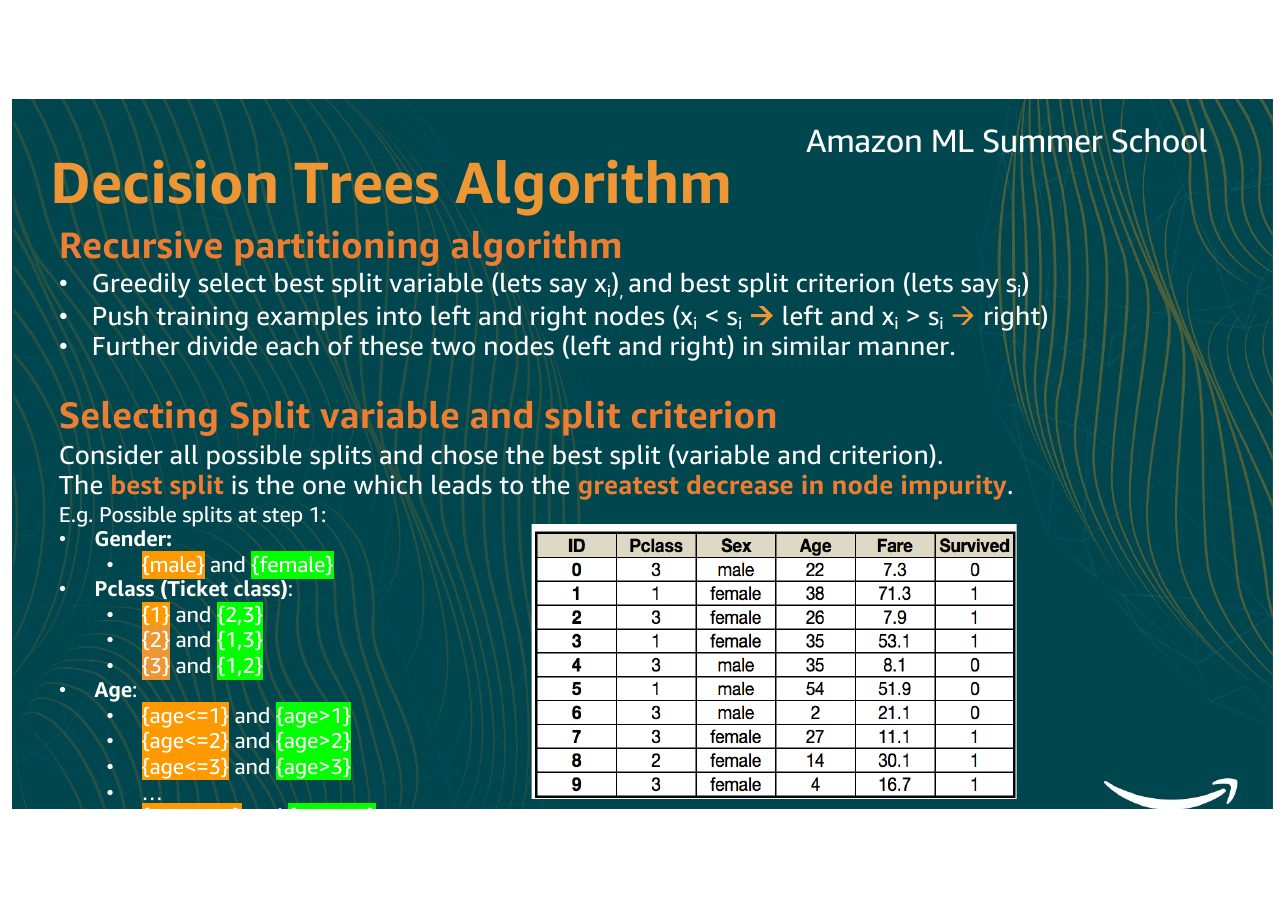 Amazon ML Summer School
Decision Trees Algorithm
Recursive partitioning algorithm
• Greedily select best split variable (lets say xi), and best split criterion (lets say si)
• Push training examples into left and right nodes (xi < si → left and xi > si → right)
• Further divide each of these two nodes (left and right) in similar manner.
Selecting Split variable and split criterion
Consider all possible splits and chose the best split (variable and criterion).
The best split is the one which leads to the greatest decrease in node impurity.
E.g. Possible splits at step 1:
• Gender:
• {male} and {female}
• Pclass (Ticket class):
• {1} and {2,3}
• {2} and {1,3}
• {3} and {1,2}
• Age:
• {age<=1} and {age>1}
• {age<=2} and {age>2}
• {age<=3} and {age>3}
• ...
ID Pclass Sex Age Fare Survived
0 3 male 22 7.3 0
1 1 female 38 71.3 1
2 3 female 26 7.9 1
3 1 female 35 53.1 1
4 3 male 35 8.1 0
5 1 male 54 51.9 0
6 3 male 2 21.1 0
7 3 female 27 11.1 1
8 2 female 14 30.1 1
9 3 female 4 16.7 1